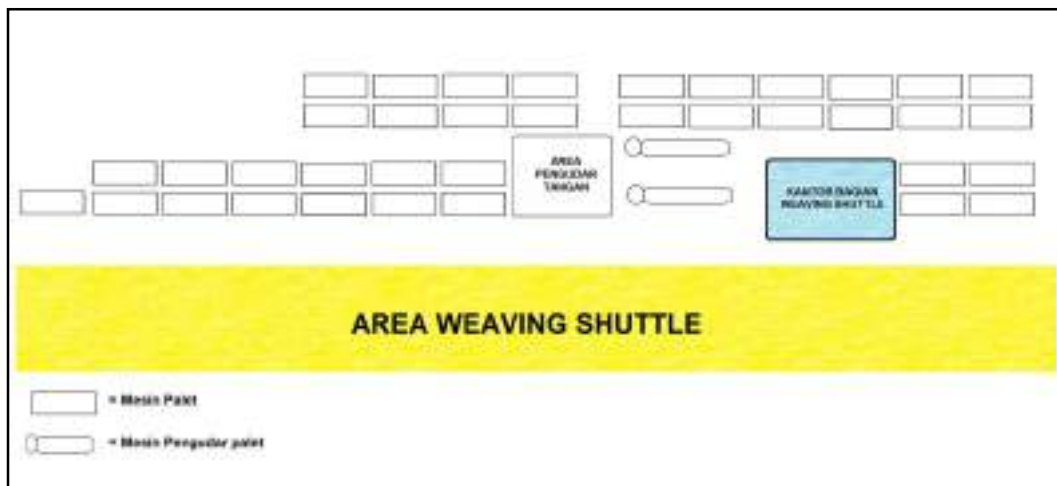 AREA
PENGUDAR
TANGAN
KANTOR BAGIAN
WEAVING SHUTTLE
AREA WEAVING SHUTTLE
= Mesin Palet
= Mesin Pengudar palet